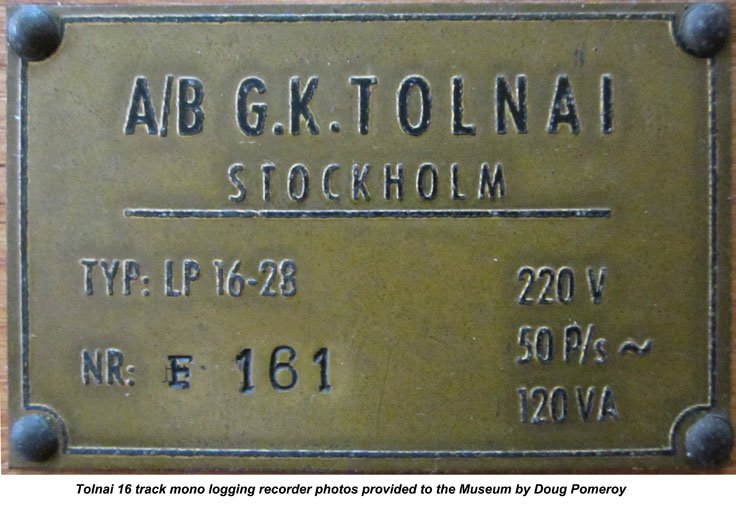 A/B G.K. TOLNAI
STOCKHOLM
TYP: LP 16-28
220 V
50 P/s ~
NR: E 161
120 VA
Tolnai 16 track mono logging recorder photos provided to the Museum by Doug Pomeroy